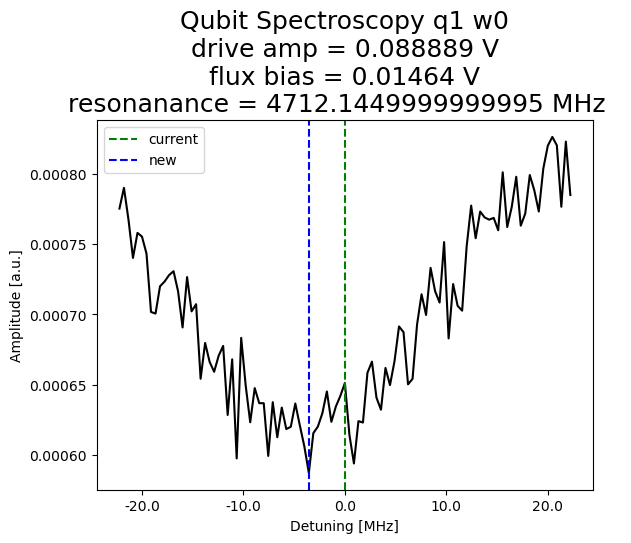 Qubit Spectroscopy q1 w0
drive amp = 0.088889 V
flux bias = 0.01464 V
resonanance = 4712.1449999999995 MHz
current
new
0.00080
0.00075
0.00070
0.00065
0.00060
Amplitude [a.u.]
-20.0 -10.0 0.0 10.0 20.0
Detuning [MHz]